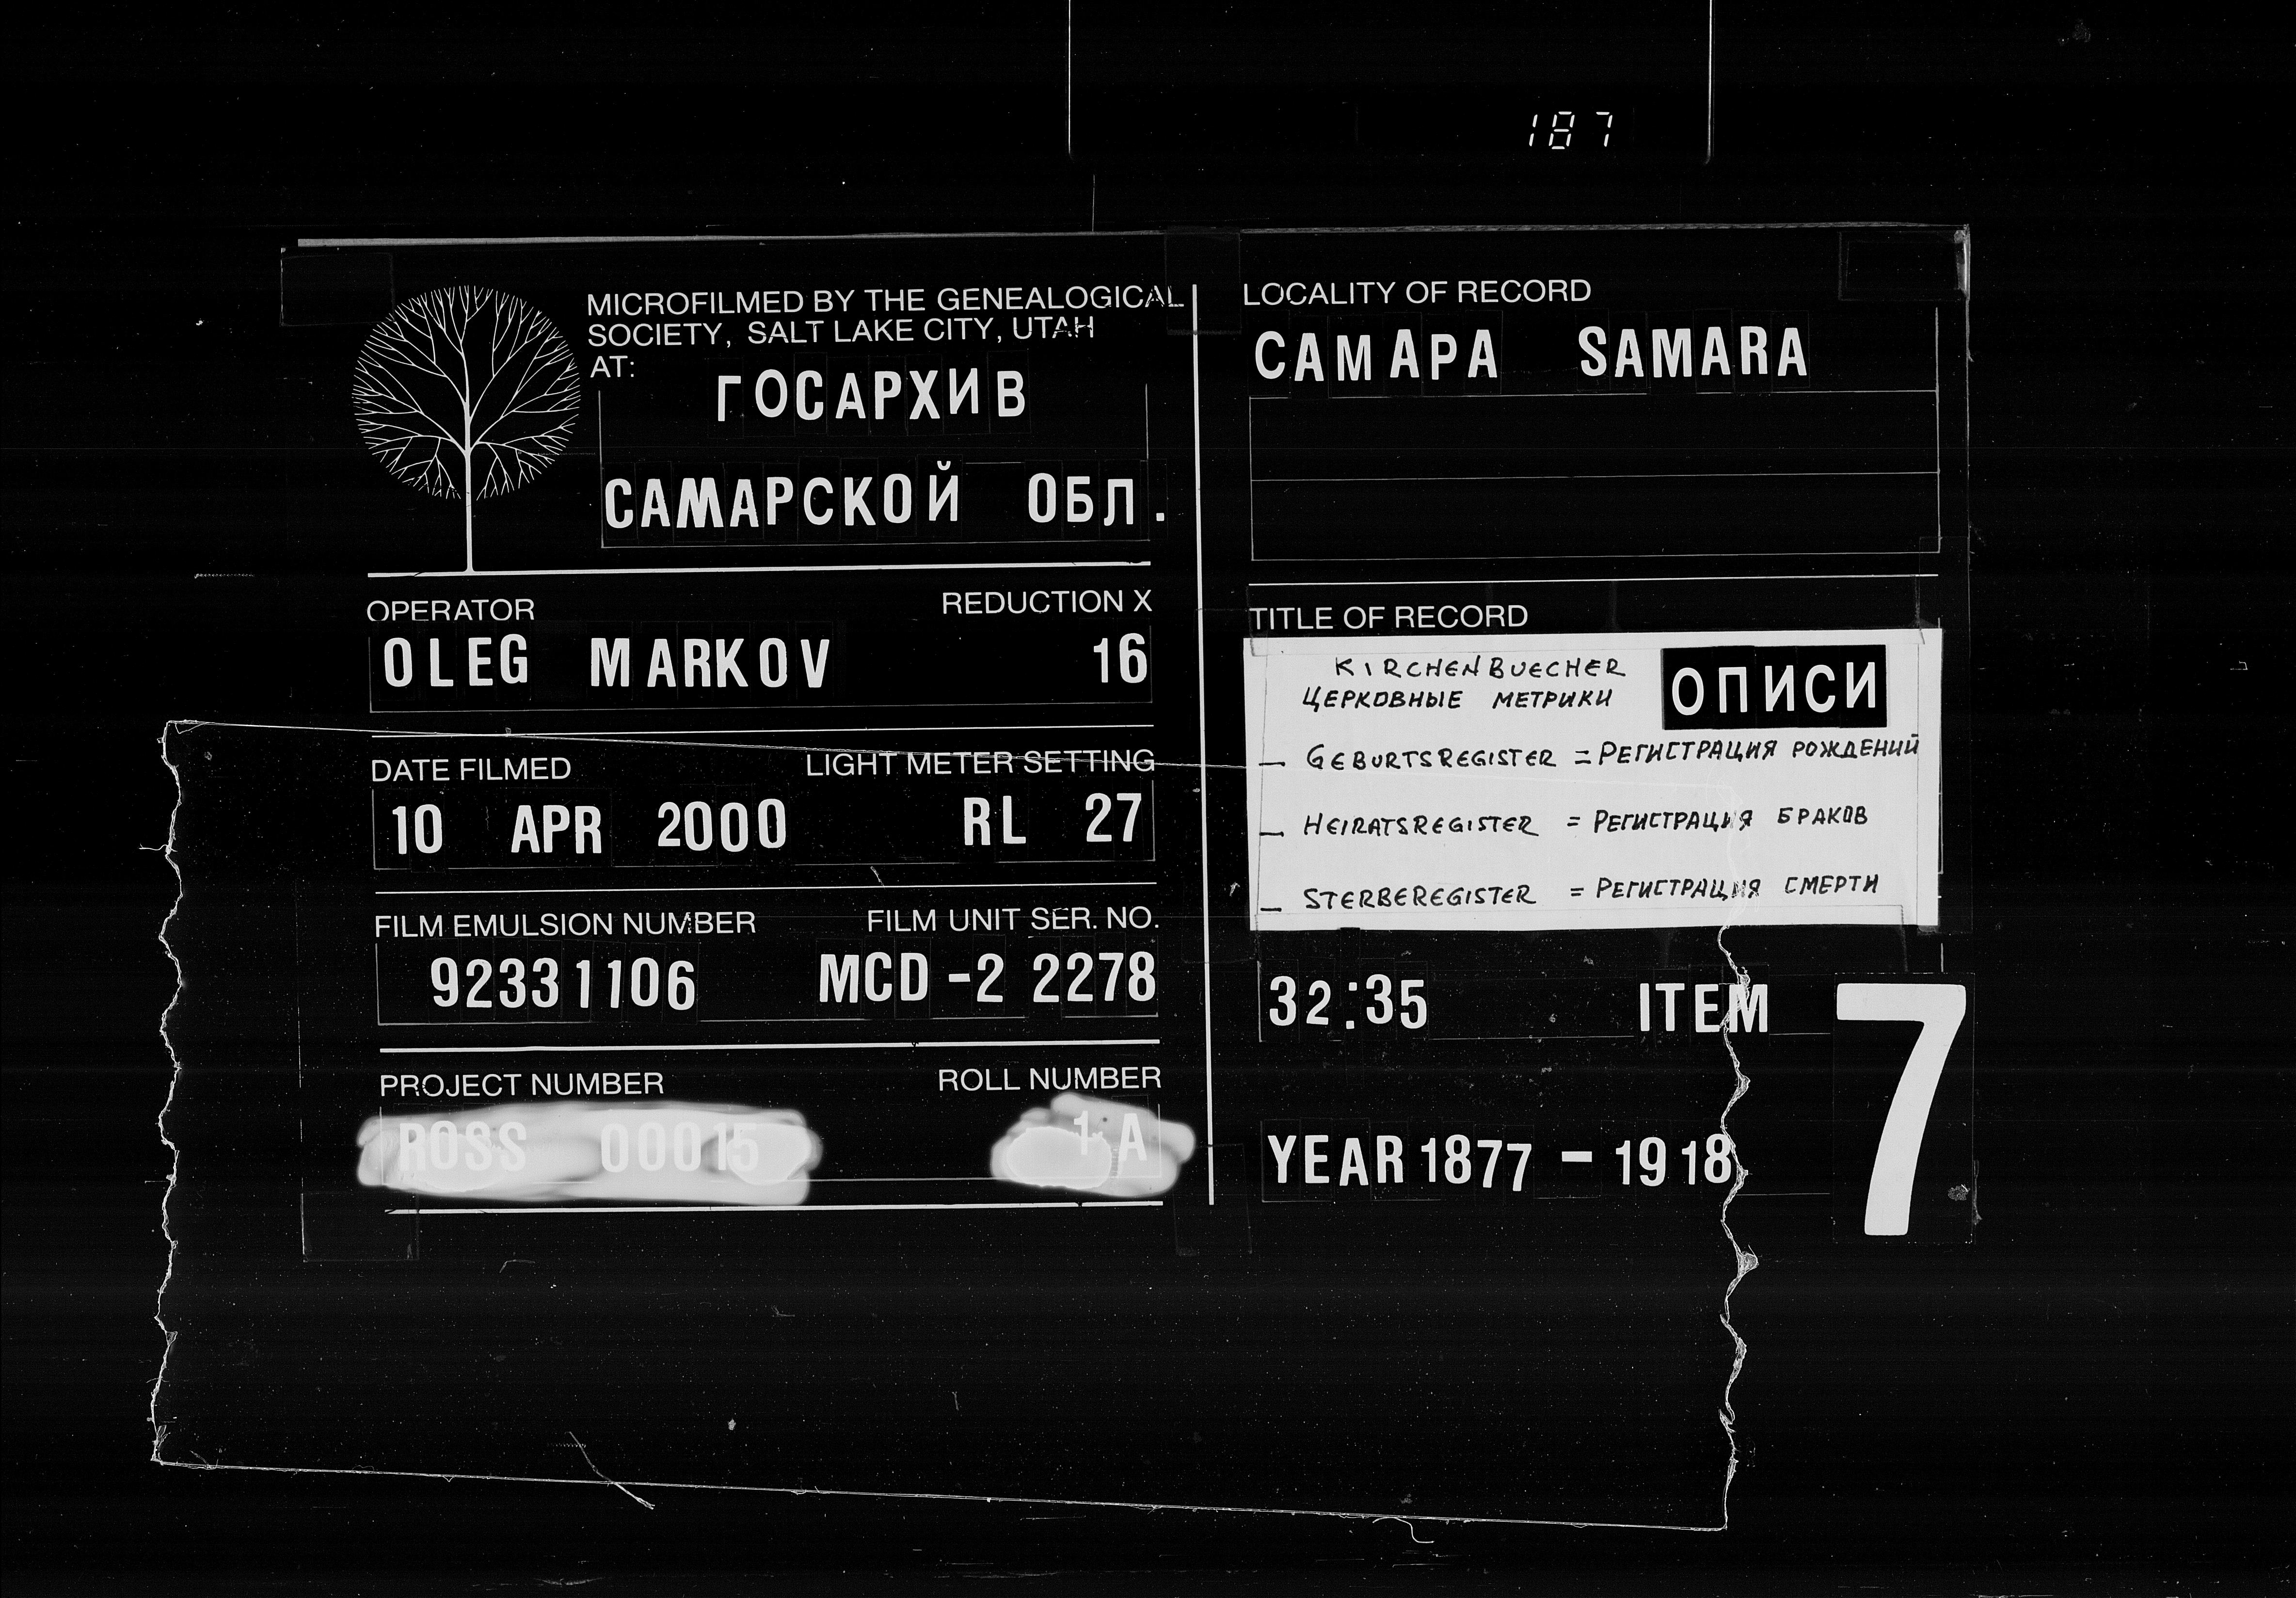 187
MICROFILMED BY THE GENEALOGICAL
SOCIETY, SALT LAKE CITY, UTAH
AT:
ГОСАРХИВ
САМАРСКОЙ ОБЛ.
OPERATOR REDUCTION X
OLEG MARKOV 16
DATE FILMED LIGHT METER SETTING
10 APR 2000 RL 27
FILM EMULSION NUMBER FILM UNIT SER. NO.
92331106 MCD-2 2278
PROJECT NUMBER ROLL NUMBER
ROSS 00015 1 A
LOCALITY OF RECORD
САМАРА SAMARA
TITLE OF RECORD
KIRCHENBUECHER
ЦЕРКОВНЫЕ МЕТРИКИ ОПИСИ
— GEBURTSREGISTER = РЕГИСТРАЦИЯ РОЖДЕНИЙ
— HEIRATSREGISTER = РЕГИСТРАЦИЯ БРАКОВ
— STERBEREGISTER = РЕГИСТРАЦИЯ СМЕРТИ
32:35 ITEM 7
YEAR 1877 - 1918